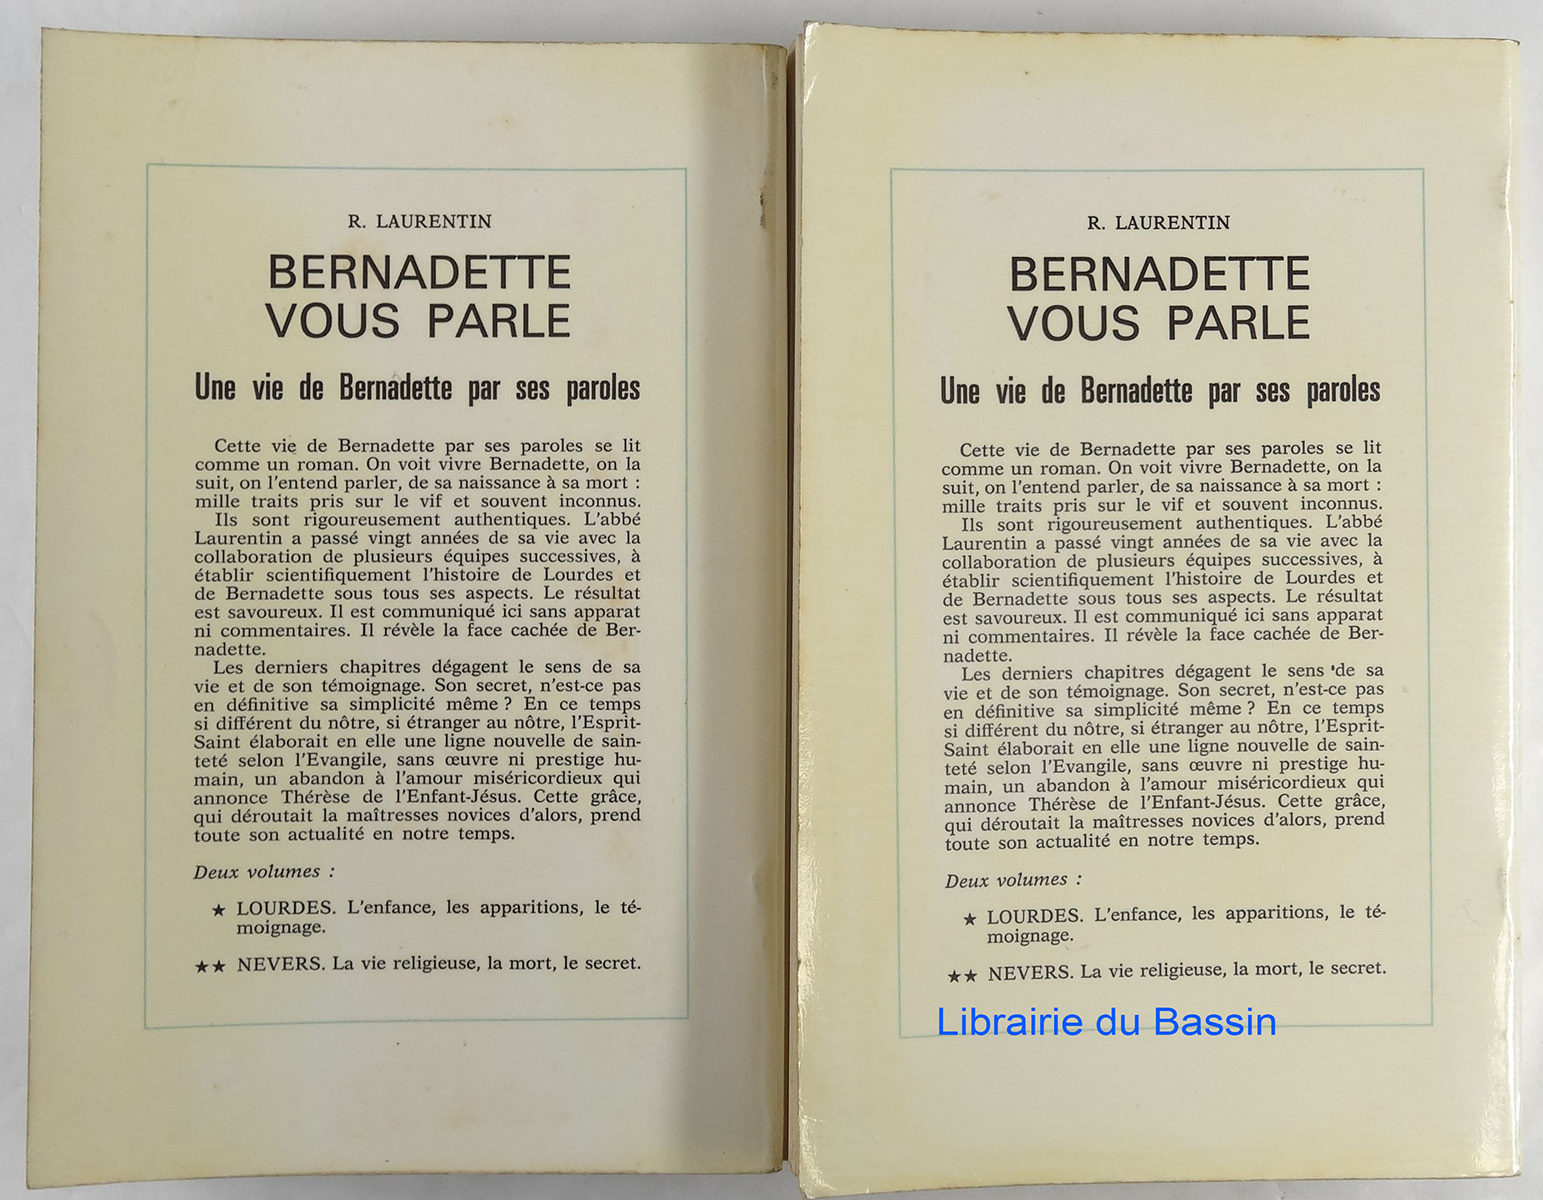 R. LAURENTIN
BERNADETTE
VOUS PARLE
Une vie de Bernadette par ses paroles
Cette vie de Bernadette par ses paroles se lit
comme un roman. On voit vivre Bernadette, on la
suit, on l'entend parler, de sa naissance à sa mort :
mille traits pris sur le vif et souvent inconnus.
Ils sont rigoureusement authentiques. L'abbé
Laurentin a passé vingt années de sa vie avec la
collaboration de plusieurs équipes successives, à
établir scientifiquement l'histoire de Lourdes et
de Bernadette sous tous ses aspects. Le résultat
est savoureux. Il est communiqué ici sans apparat
ni commentaires. Il révèle la face cachée de Ber-
nadette.
Les derniers chapitres dégagent le sens de sa
vie et de son témoignage. Son secret, n'est-ce pas
en définitive sa simplicité même ? En ce temps
si différent du nôtre, si étranger au nôtre, l'Esprit-
Saint élaborait en elle une ligne nouvelle de sain-
teté selon l'Evangile, sans œuvre ni prestige hu-
main, un abandon à l'amour miséricordieux qui
annonce Thérèse de l'Enfant-Jésus. Cette grâce,
qui déroutait la maîtresses novices d'alors, prend
toute son actualité en notre temps.
Deux volumes :
★ LOURDES. L'enfance, les apparitions, le té-
moignage.
★★ NEVERS. La vie religieuse, la mort, le secret.
R. LAURENTIN
BERNADETTE
VOUS PARLE
Une vie de Bernadette par ses paroles
Cette vie de Bernadette par ses paroles se lit
comme un roman. On voit vivre Bernadette, on la
suit, on l'entend parler, de sa naissance à sa mort :
mille traits pris sur le vif et souvent inconnus.
Ils sont rigoureusement authentiques. L'abbé
Laurentin a passé vingt années de sa vie avec la
collaboration de plusieurs équipes successives, à
établir scientifiquement l'histoire de Lourdes et
de Bernadette sous tous ses aspects. Le résultat
est savoureux. Il est communiqué ici sans apparat
ni commentaires. Il révèle la face cachée de Ber-
nadette.
Les derniers chapitres dégagent le sens de sa
vie et de son témoignage. Son secret, n'est-ce pas
en définitive sa simplicité même ? En ce temps
si différent du nôtre, si étranger au nôtre, l'Esprit-
Saint élaborait en elle une ligne nouvelle de sain-
teté selon l'Evangile, sans œuvre ni prestige hu-
main, un abandon à l'amour miséricordieux qui
annonce Thérèse de l'Enfant-Jésus. Cette grâce,
qui déroutait la maîtresses novices d'alors, prend
toute son actualité en notre temps.
Deux volumes :
★ LOURDES. L'enfance, les apparitions, le té-
moignage.
★★ NEVERS. La vie religieuse, la mort, le secret.
Librairie du Bassin